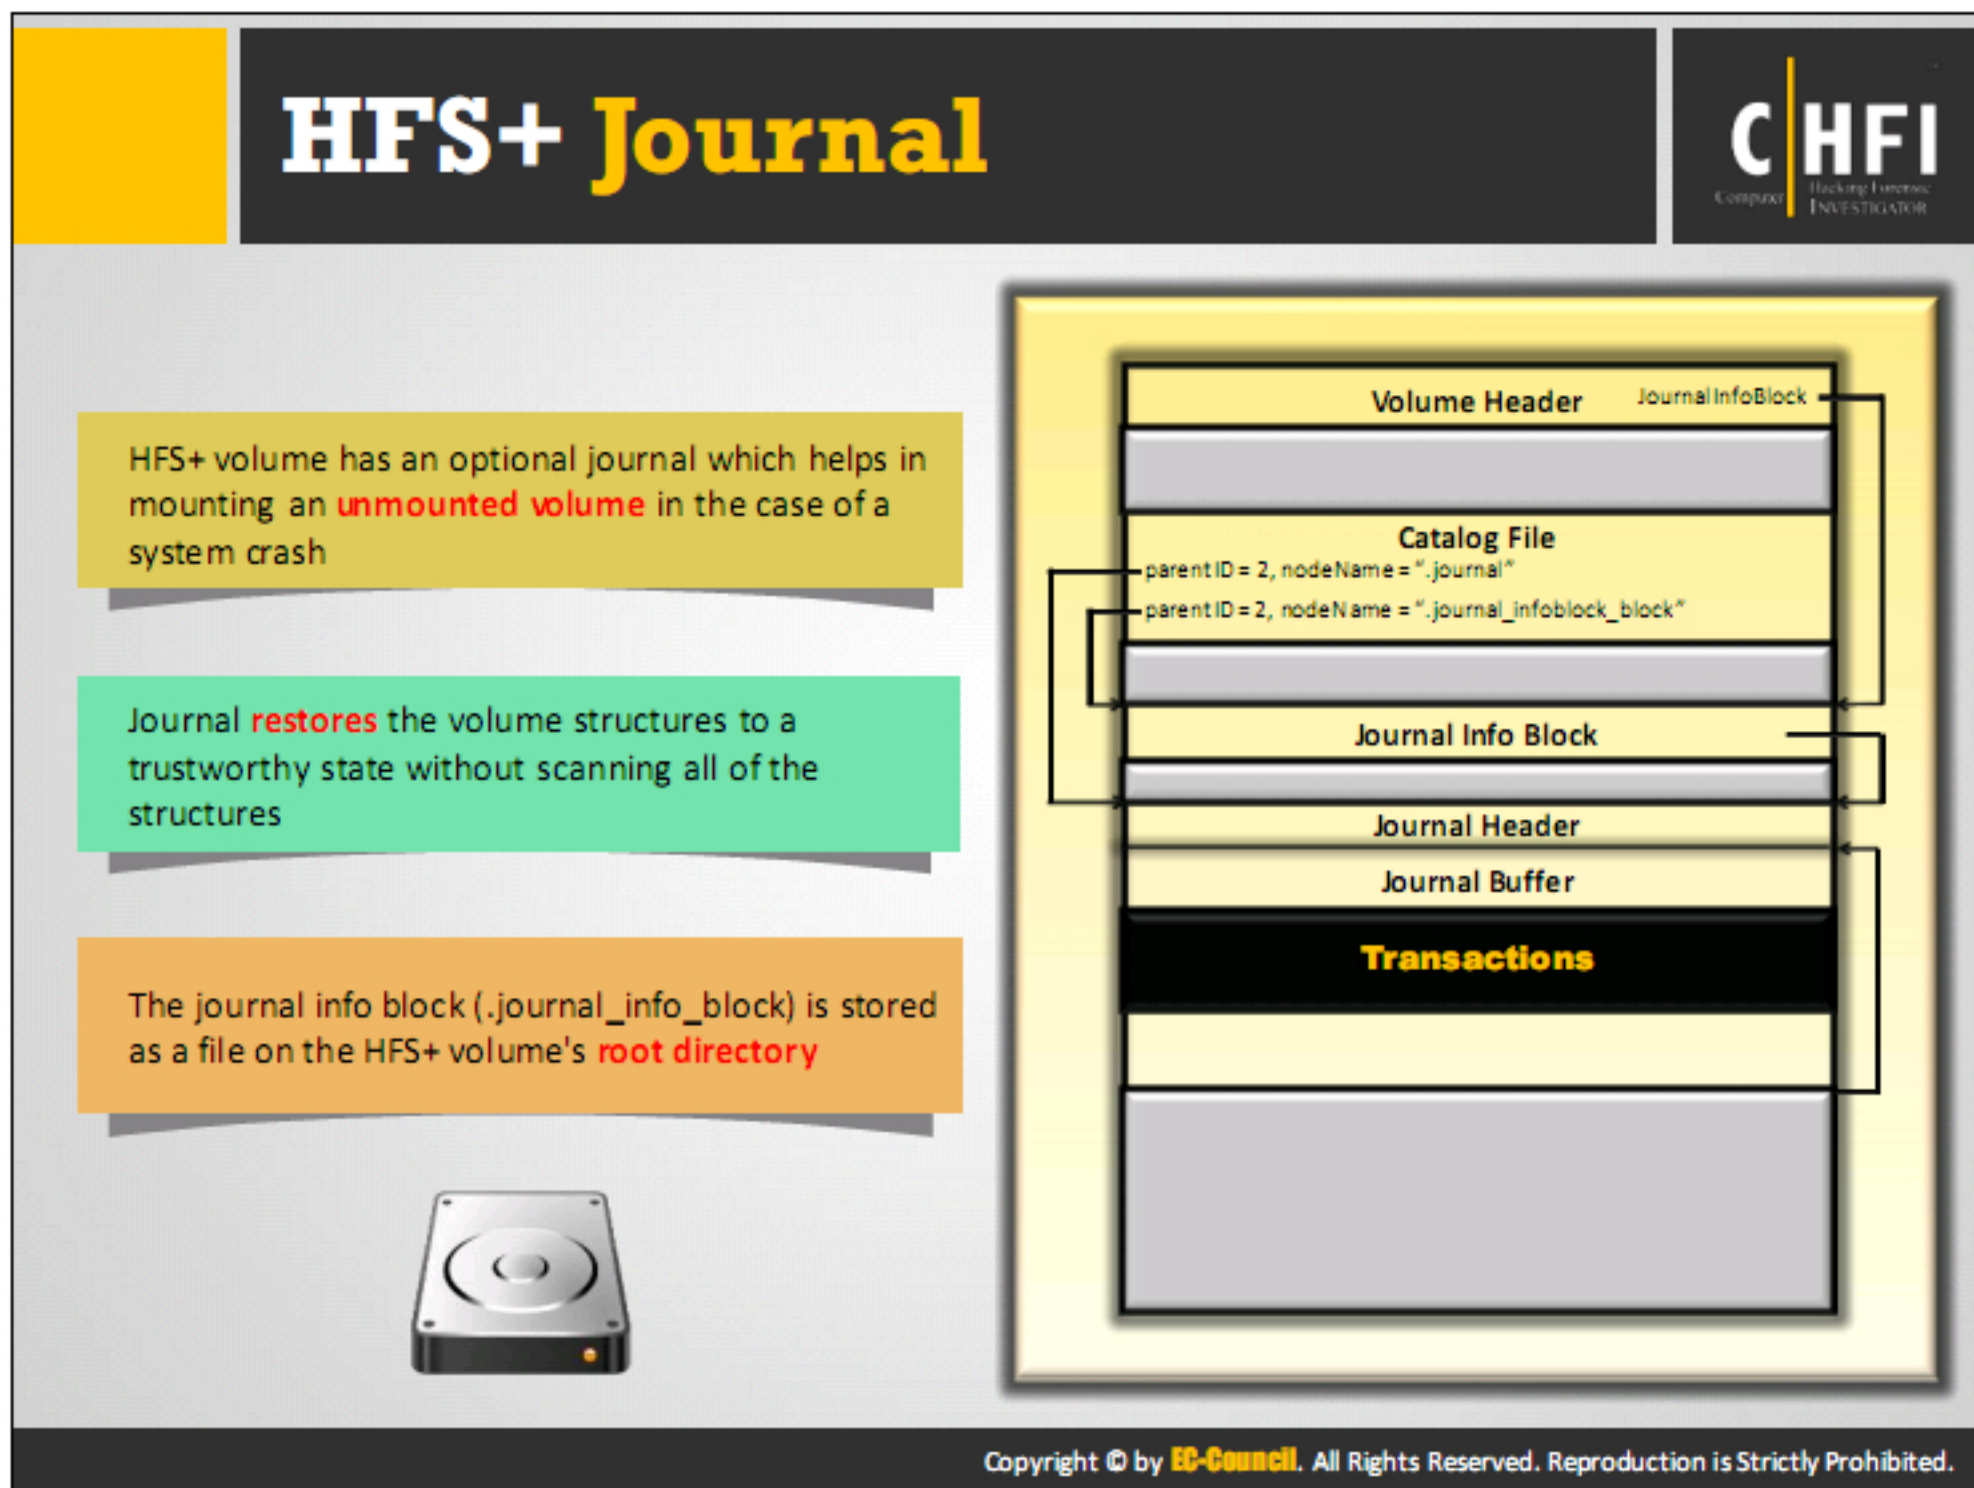 HFS+ Journal
C HFI
Computer
Hacking Forensic
INVESTIGATOR
HFS+ volume has an optional journal which helps in
mounting an unmounted volume in the case of a
system crash
Journal restores the volume structures to a
trustworthy state without scanning all of the
structures
The journal info block (.journal_info_block) is stored
as a file on the HFS+ volume's root directory
Volume Header JournalInfoBlock
Catalog File
parentID = 2, nodeName = ".journal"
parentID = 2, nodeName = ".journal_infoblock_block"
Journal Info Block
Journal Header
Journal Buffer
Transactions
Copyright © by EC-Council. All Rights Reserved. Reproduction is Strictly Prohibited.